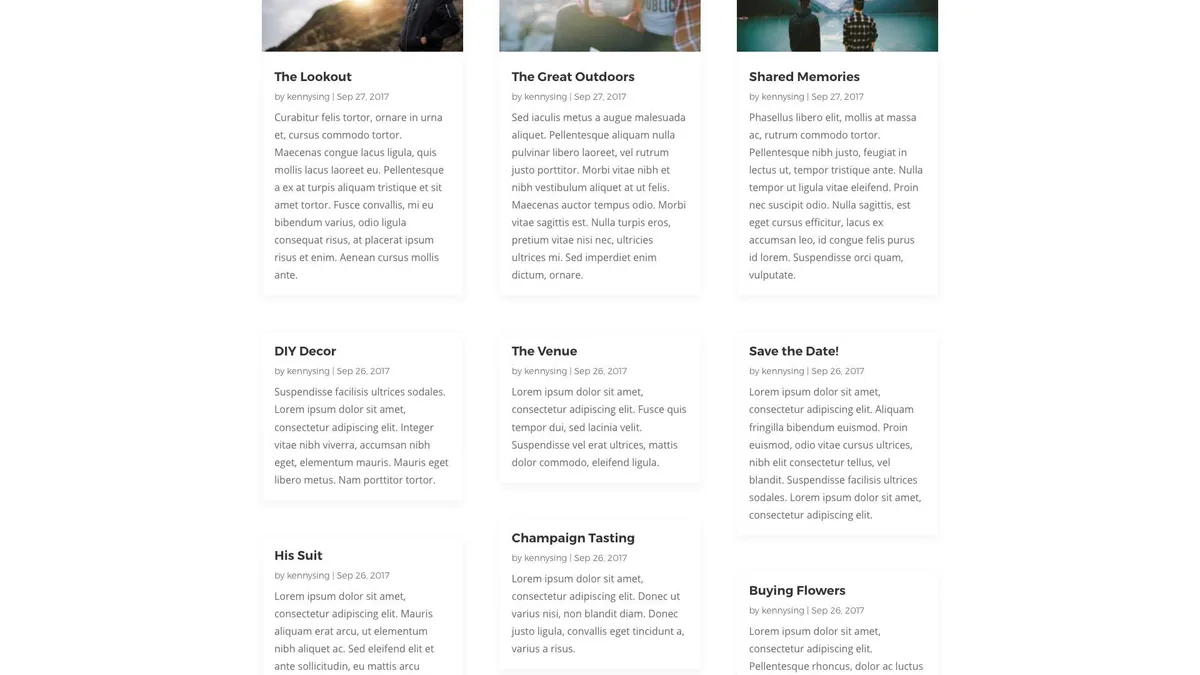 PUBLIC
The Lookout
by kennysing | Sep 27, 2017
Curabitur felis tortor, ornare in urna
et, cursus commodo tortor.
Maecenas congue lacus ligula, quis
mollis lacus laoreet eu. Pellentesque
a ex at turpis aliquam tristique et sit
amet tortor. Fusce convallis, mi eu
bibendum varius, odio ligula
consequat risus, at placerat ipsum
risus et enim. Aenean cursus mollis
ante.
The Great Outdoors
by kennysing | Sep 27, 2017
Sed iaculis metus a augue malesuada
aliquet. Pellentesque aliquam nulla
pulvinar libero laoreet, vel rutrum
justo porttitor. Morbi vitae nibh et
nibh vestibulum aliquet at ut felis.
Maecenas auctor tempus odio. Morbi
vitae sagittis est. Nulla turpis eros,
pretium vitae nisi nec, ultricies
ultrices mi. Sed imperdiet enim
dictum, ornare.
Shared Memories
by kennysing | Sep 27, 2017
Phasellus libero elit, mollis at massa
ac, rutrum commodo tortor.
Pellentesque nibh justo, feugiat in
lectus ut, tempor tristique ante. Nulla
tempor ut ligula vitae eleifend. Proin
nec suscipit odio. Nulla sagittis, est
eget cursus efficitur, lacus ex
accumsan leo, id congue felis purus
id lorem. Suspendisse orci quam,
vulputate.
DIY Decor
by kennysing | Sep 26, 2017
Suspendisse facilisis ultrices sodales.
Lorem ipsum dolor sit amet,
consectetur adipiscing elit. Integer
vitae nibh viverra, accumsan nibh
eget, elementum mauris. Mauris eget
libero metus. Nam porttitor tortor.
The Venue
by kennysing | Sep 26, 2017
Lorem ipsum dolor sit amet,
consectetur adipiscing elit. Fusce quis
tempor dui, sed lacinia velit.
Suspendisse vel erat ultrices, mattis
dolor commodo, eleifend ligula.
Save the Date!
by kennysing | Sep 26, 2017
Lorem ipsum dolor sit amet,
consectetur adipiscing elit. Aliquam
fringilla bibendum euismod. Proin
euismod, odio vitae cursus ultrices,
nibh elit consectetur tellus, vel
blandit. Suspendisse facilisis ultrices
sodales. Lorem ipsum dolor sit amet,
consectetur adipiscing elit.
His Suit
by kennysing | Sep 26, 2017
Lorem ipsum dolor sit amet,
consectetur adipiscing elit. Mauris
aliquam erat arcu, ut elementum
nibh aliquet ac. Sed eleifend elit et
ante sollicitudin, eu mattis arcu
Champaign Tasting
by kennysing | Sep 26, 2017
Lorem ipsum dolor sit amet,
consectetur adipiscing elit. Donec ut
varius nisi, non blandit diam. Donec
justo ligula, convallis eget tincidunt a,
varius a risus.
Buying Flowers
by kennysing | Sep 26, 2017
Lorem ipsum dolor sit amet,
consectetur adipiscing elit.
Pellentesque rhoncus, dolor ac luctus